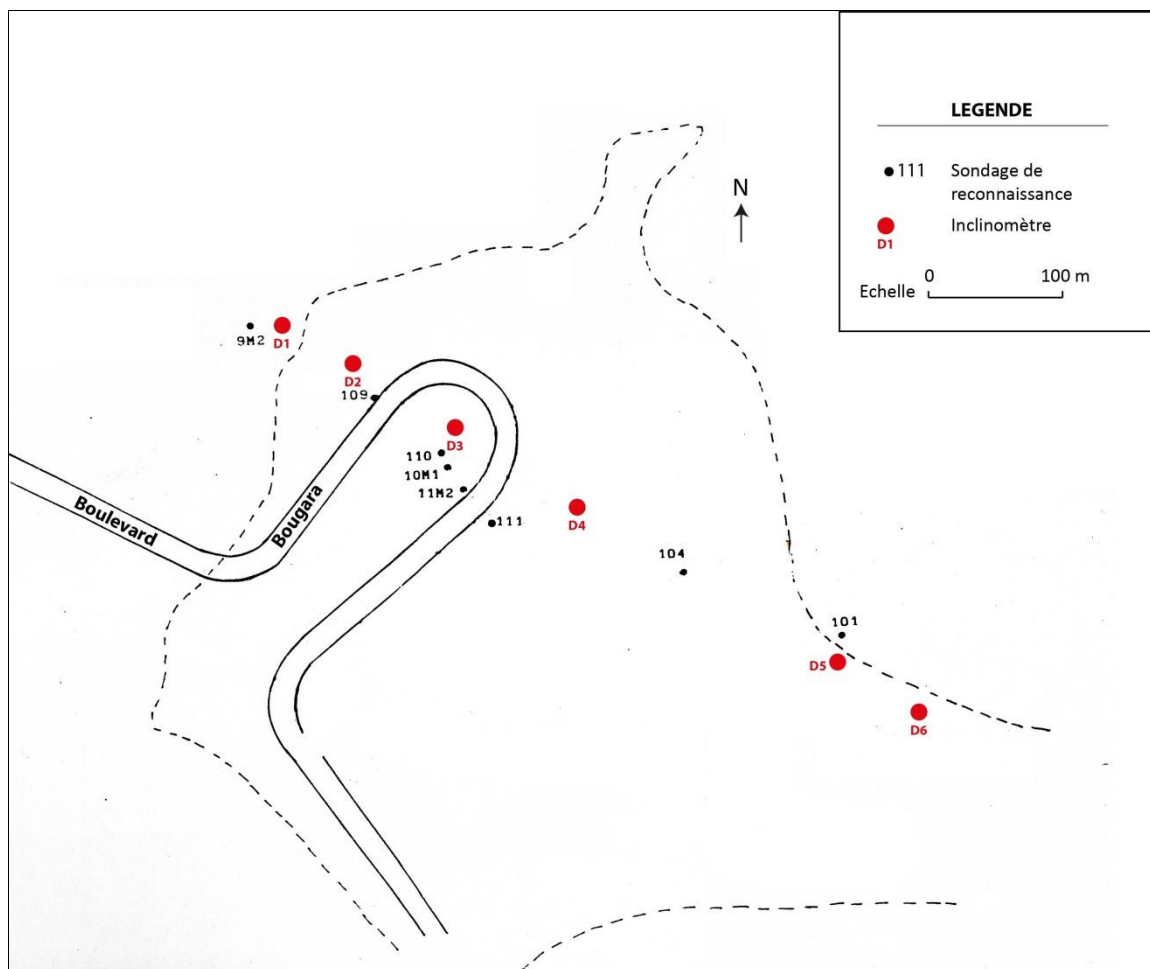 LEGENDE
111 Sondage de
reconnaissance
D1 Inclinomètre
Echelle 0 100 m
N
9M2
D1
D2
109
D3
110
10M1
11M2
111
D4
104
101
D5
D6
Boulevard
Bougara